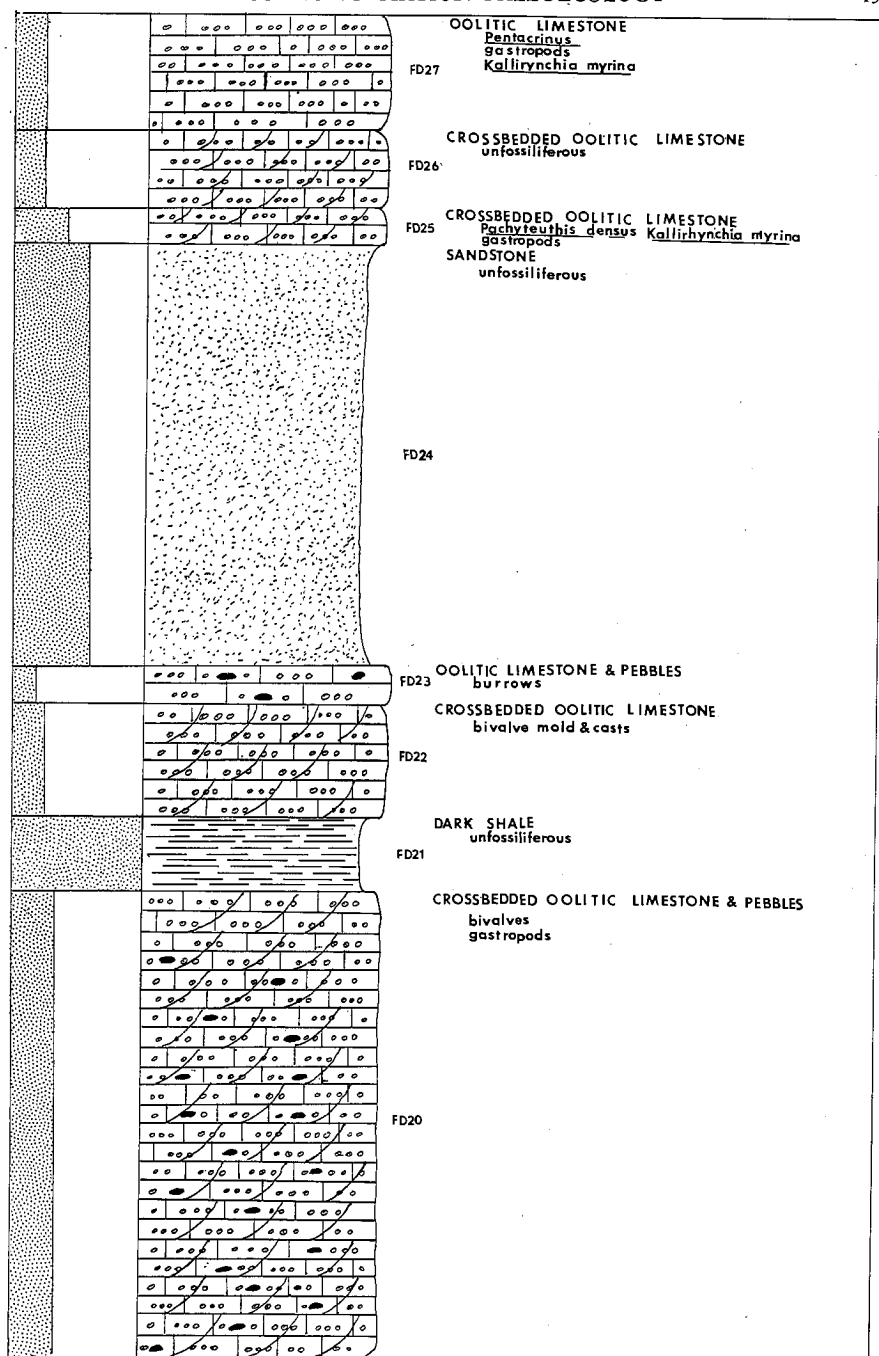 OOLITIC LIMESTONE
Pentacrinus
gastropods
Kallirynchia myrina
FD27
CROSSBEDDED OOLITIC LIMESTONE
unfossiliferous
FD26
CROSSBEDDED OOLITIC LIMESTONE
FD25
Pachyteuthis densus Kallirhynchia myrina
gastropods
SANDSTONE
unfossiliferous
FD24
OOLITIC LIMESTONE & PEBBLES
FD23
burrows
CROSSBEDDED OOLITIC LIMESTONE
bivalve mold & casts
FD22
DARK SHALE
unfossiliferous
FD21
CROSSBEDDED OOLITIC LIMESTONE & PEBBLES
bivalves
gastropods
FD20